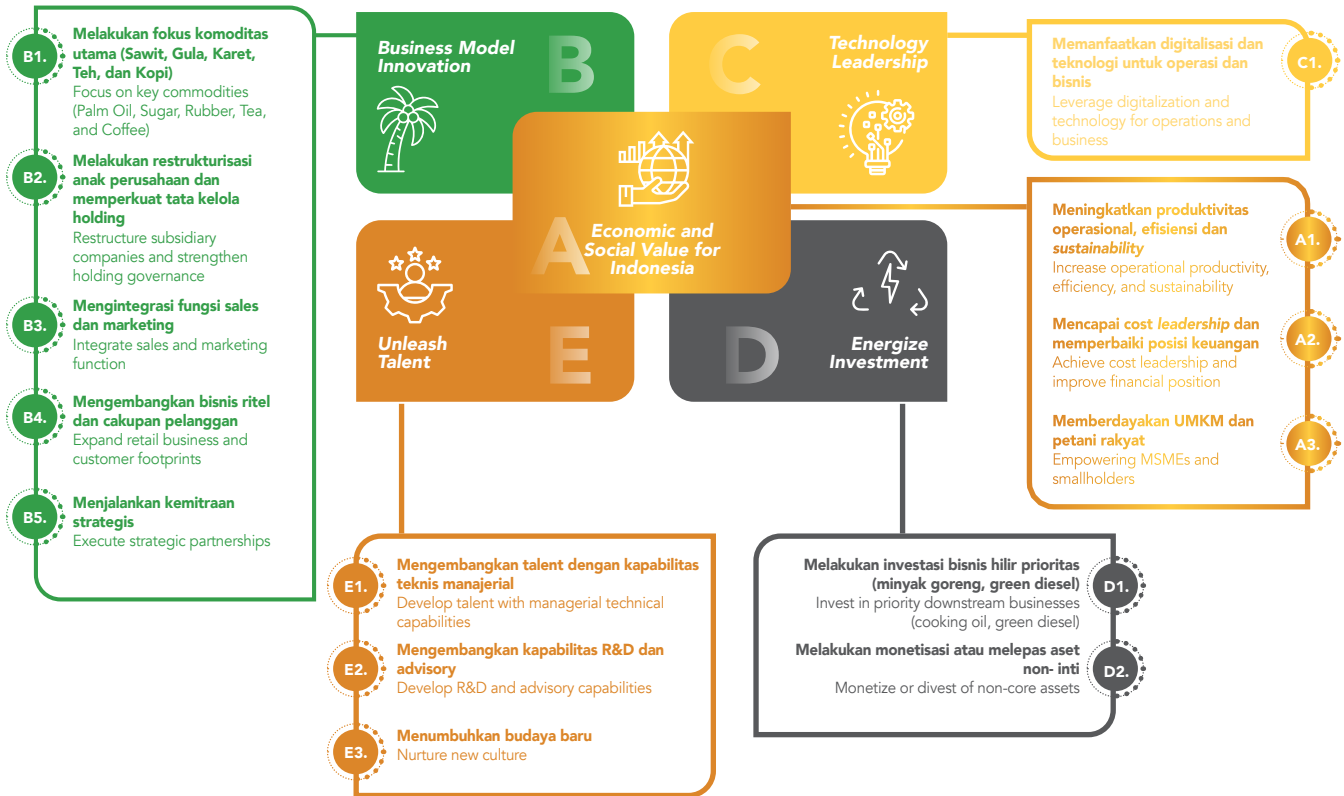 B1.
Melakukan fokus komoditas
utama (Sawit, Gula, Karet,
Teh, dan Kopi)
Focus on key commodities
(Palm Oil, Sugar, Rubber, Tea,
and Coffee)
B2.
Melakukan restrukturisasi
anak perusahaan dan
memperkuat tata kelola
holding
Restructure subsidiary
companies and strengthen
holding governance
B3.
Mengintegrasi fungsi sales
dan marketing
Integrate sales and marketing
function
B4.
Mengembangkan bisnis ritel
dan cakupan pelanggan
Expand retail business and
customer footprints
B5.
Menjalankan kemitraan
strategis
Execute strategic partnerships
Business Model
Innovation
B
C
Technology
Leadership
A
Economic and
Social Value for
Indonesia
Unleash
Talent
E
D
Energize
Investment
Memanfaatkan digitalisasi dan
teknologi untuk operasi dan
bisnis
Leverage digitalization and
technology for operations and
business
C1.
Meningkatkan produktivitas
operasional, efisiensi dan
sustainability
Increase operational productivity,
efficiency, and sustainability
A1.
Mencapai cost leadership dan
memperbaiki posisi keuangan
Achieve cost leadership and
improve financial position
A2.
Memberdayakan UMKM dan
petani rakyat
Empowering MSMEs and
smallholders
A3.
E1.
Mengembangkan talent dengan kapabilitas
teknis manajerial
Develop talent with managerial technical
capabilities
E2.
Mengembangkan kapabilitas R&D dan
advisory
Develop R&D and advisory capabilities
E3.
Menumbuhkan budaya baru
Nurture new culture
Melakukan investasi bisnis hilir prioritas
(minyak goreng, green diesel)
Invest in priority downstream businesses
(cooking oil, green diesel)
D1.
Melakukan monetisasi atau melepas aset
non- inti
Monetize or divest of non-core assets
D2.